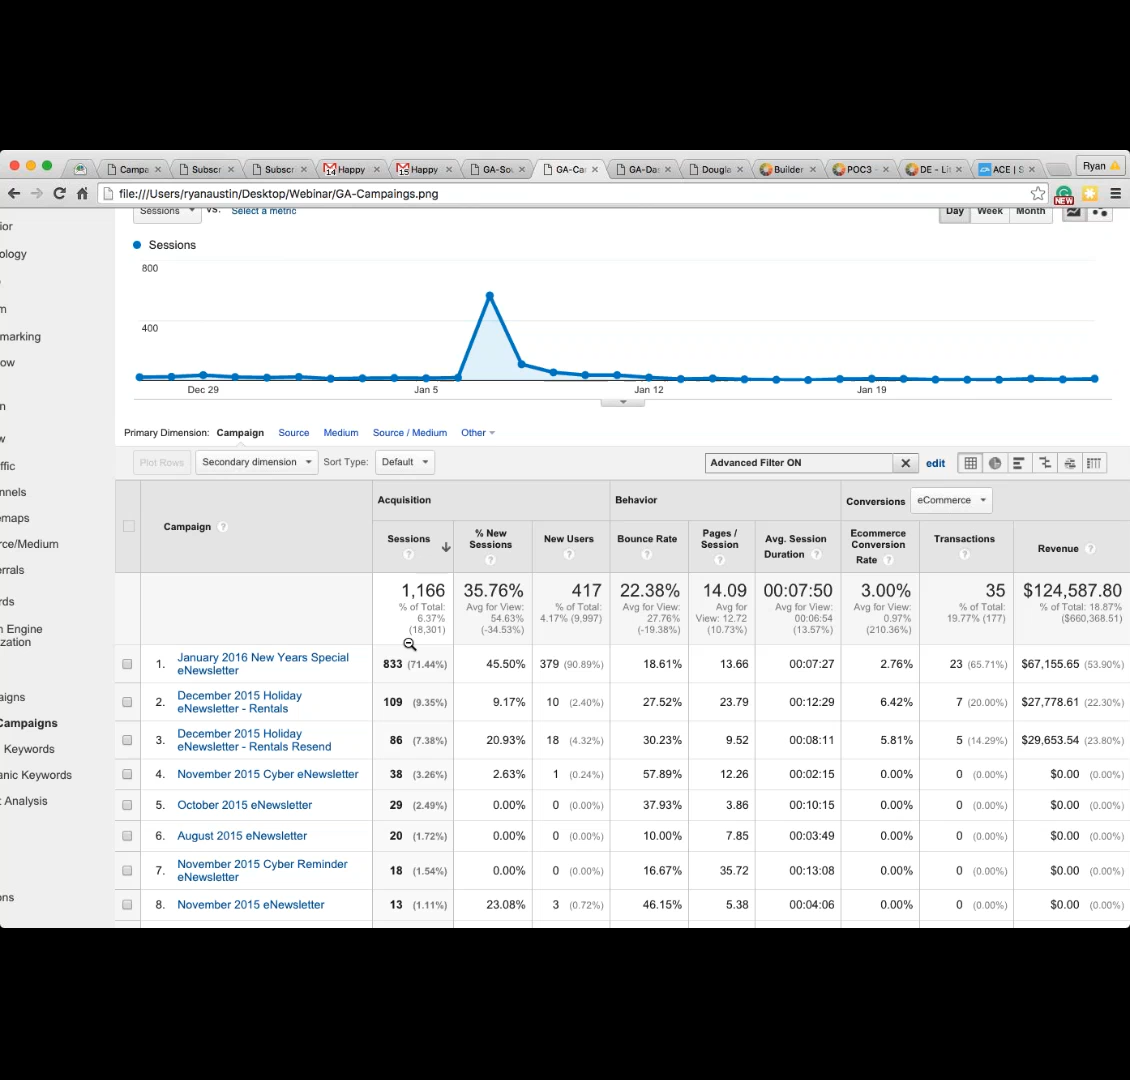 Campa × Subscr × Subscr × Happy × Happy × GA-Sou × GA-Car × GA-Das × Dougla × Builder × POC3 - × DE - Lit × ACE | S × Ryan
file:///Users/ryanaustin/Desktop/Webinar/GA-Campaings.png
NEW
Sessions vs. Select a metric Day Week Month
Sessions
800
400
Dec 29 Jan 5 Jan 12 Jan 19
ior
ology
m
marking
ow
n
w
ffic
nnels
emaps
rce/Medium
errals
rds
n Engine
zation
aigns
Campaigns
Keywords
anic Keywords
t Analysis
ons
Primary Dimension: Campaign Source Medium Source / Medium Other
Plot Rows Secondary dimension Sort Type: Default Advanced Filter ON × edit
Acquisition Behavior Conversions eCommerce
Campaign ? Sessions ? % New Sessions ? New Users ? Bounce Rate ? Pages / Session ? Avg. Session Duration ? Ecommerce Conversion Rate ? Transactions ? Revenue ?
1,166 35.76% 417 22.38% 14.09 00:07:50 3.00% 35 $124,587.80
% of Total: Avg for View: % of Total: Avg for View: Avg for Avg for View: Avg for View: % of Total: % of Total: 18.87%
6.37% 54.63% 4.17% (9,997) 27.76% View: 12.72 00:06:54 0.97% 19.77% (177) ($660,368.51)
(18,301) (-34.53%) (-19.38%) (10.73%) (13.57%) (210.36%)
1. January 2016 New Years Special eNewsletter 833 (71.44%) 45.50% 379 (90.89%) 18.61% 13.66 00:07:27 2.76% 23 (65.71%) $67,155.65 (53.90%)
2. December 2015 Holiday eNewsletter - Rentals 109 (9.35%) 9.17% 10 (2.40%) 27.52% 23.79 00:12:29 6.42% 7 (20.00%) $27,778.61 (22.30%)
3. December 2015 Holiday eNewsletter - Rentals Resend 86 (7.38%) 20.93% 18 (4.32%) 30.23% 9.52 00:08:11 5.81% 5 (14.29%) $29,653.54 (23.80%)
4. November 2015 Cyber eNewsletter 38 (3.26%) 2.63% 1 (0.24%) 57.89% 12.26 00:02:15 0.00% 0 (0.00%) $0.00 (0.00%)
5. October 2015 eNewsletter 29 (2.49%) 0.00% 0 (0.00%) 37.93% 3.86 00:10:15 0.00% 0 (0.00%) $0.00 (0.00%)
6. August 2015 eNewsletter 20 (1.72%) 0.00% 0 (0.00%) 10.00% 7.85 00:03:49 0.00% 0 (0.00%) $0.00 (0.00%)
7. November 2015 Cyber Reminder eNewsletter 18 (1.54%) 0.00% 0 (0.00%) 16.67% 35.72 00:13:08 0.00% 0 (0.00%) $0.00 (0.00%)
8. November 2015 eNewsletter 13 (1.11%) 23.08% 3 (0.72%) 46.15% 5.38 00:04:06 0.00% 0 (0.00%) $0.00 (0.00%)